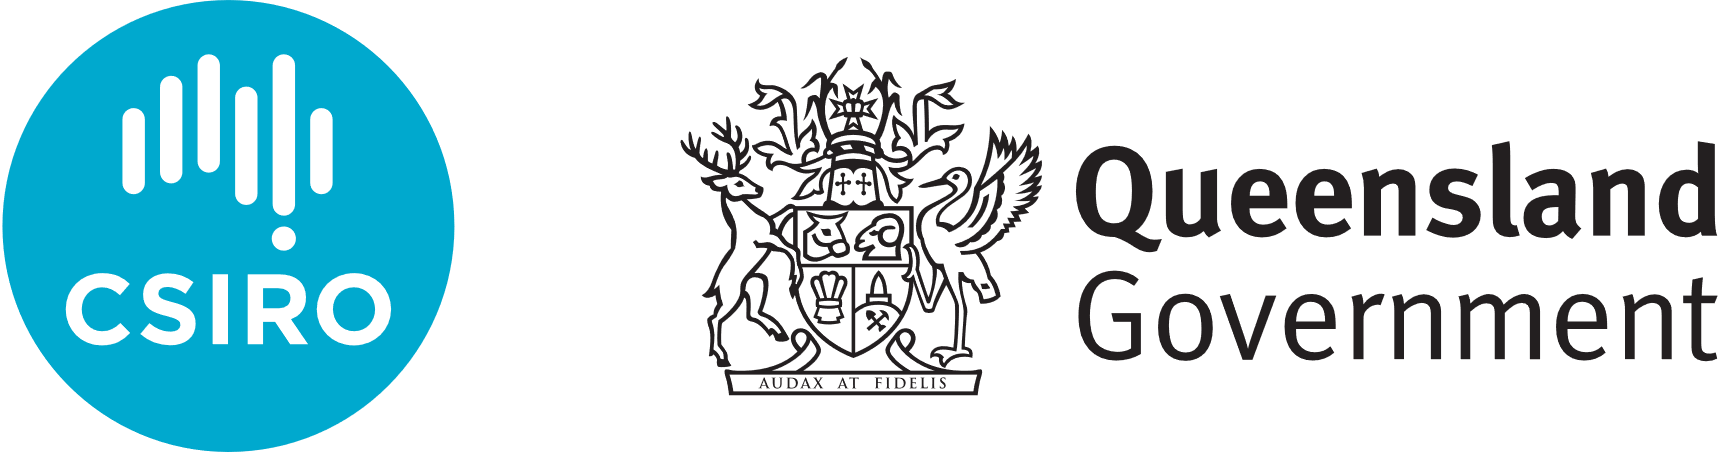 CSIRO
Queensland
Government
AUDAX AT FIDELIS